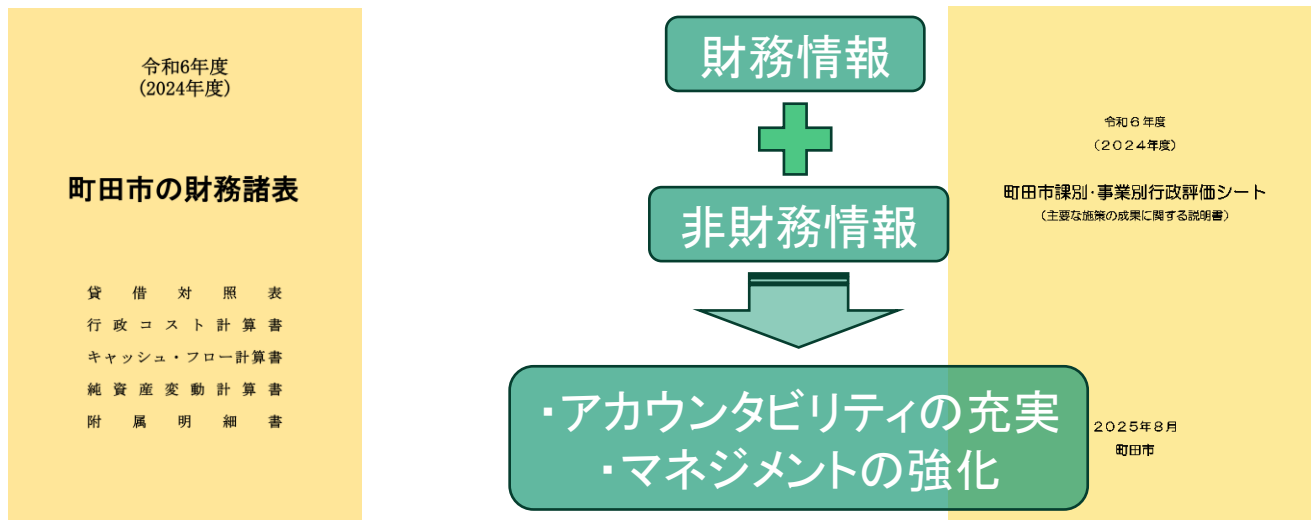 令和6年度
(2024年度)
町田市の財務諸表
貸借対照表
行政コスト計算書
キャッシュ・フロー計算書
純資産変動計算書
附属明細書
財務情報
非財務情報
・アカウンタビリティの充実
・マネジメントの強化
令和6年度
(2024年度)
町田市課別・事業別行政評価シート
(主要な施策の成果に関する説明書)
2025年8月
町田市